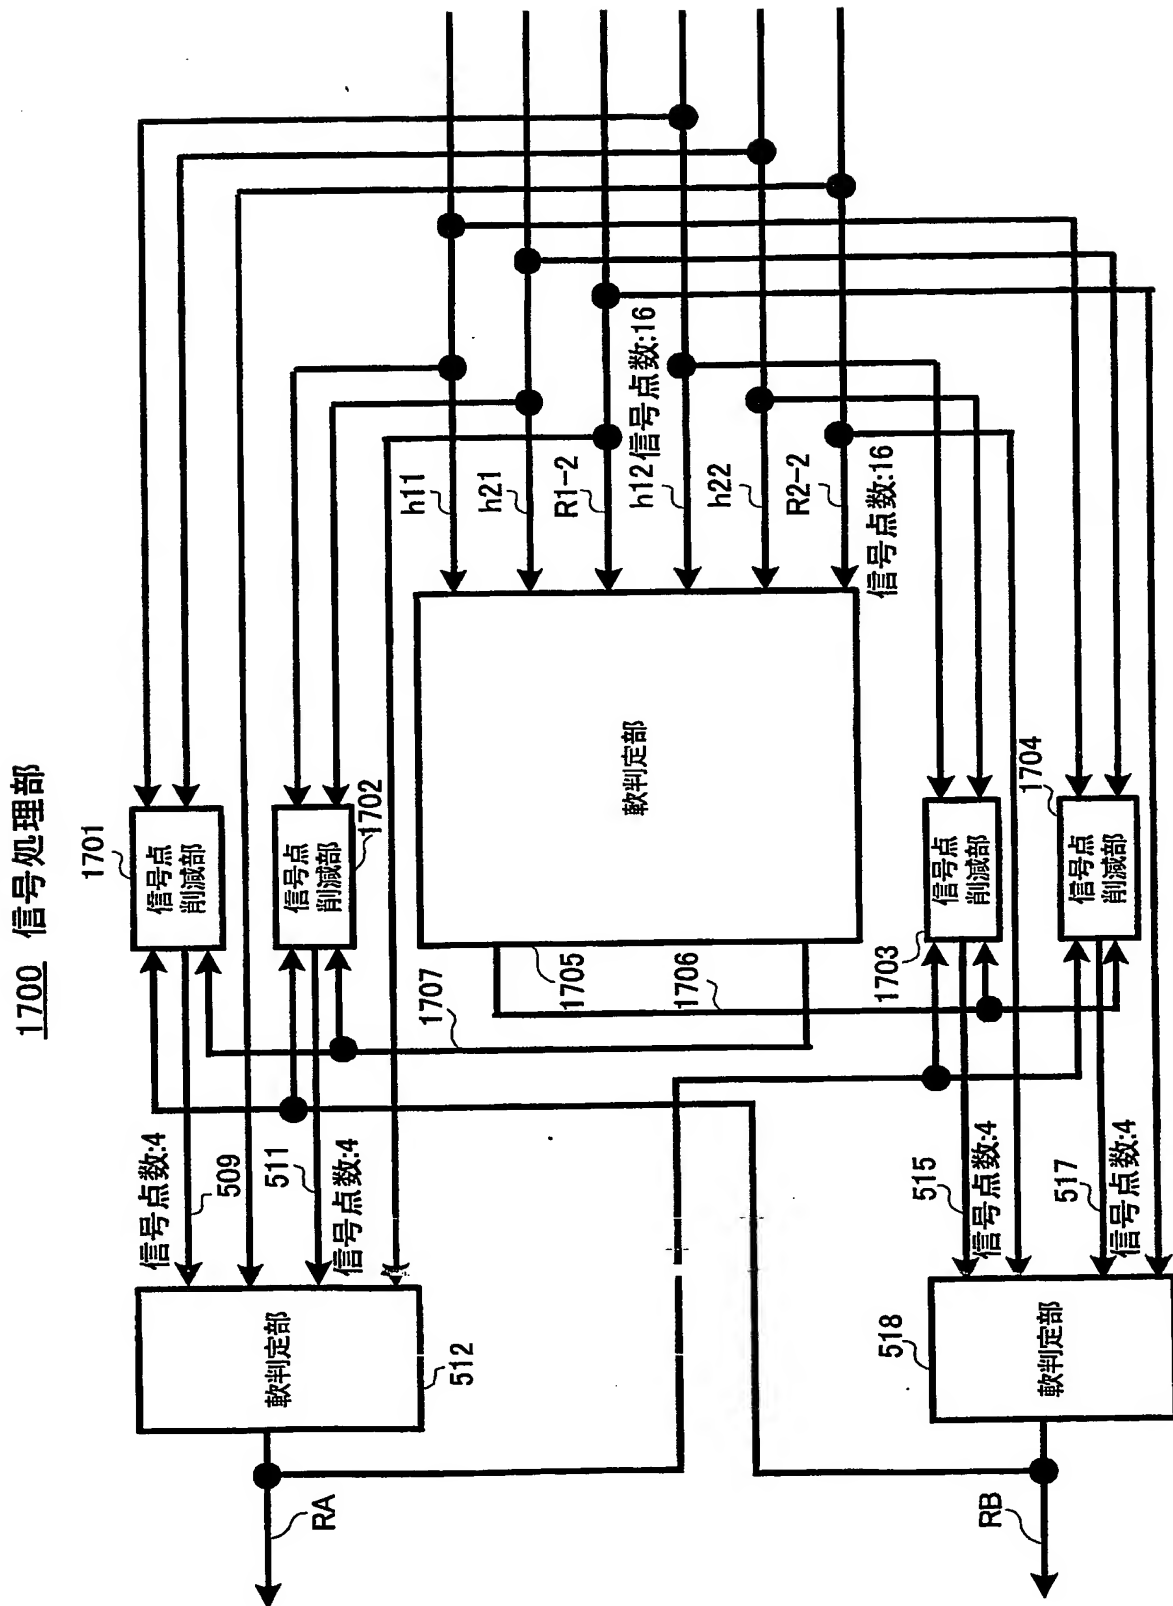 1700 信号処理部
1701
信号点
削減部
1702
信号点
削減部
1703
信号点
削減部
1704
信号点
削減部
h11
h21
R1-2
h12
信号点数:16
h22
R2-2
信号点数:16
軟判定部
1705
1706
1707
信号点数:4
509
511
信号点数:4
515
信号点数:4
517
信号点数:4
軟判定部
512
軟判定部
518
RA
RB